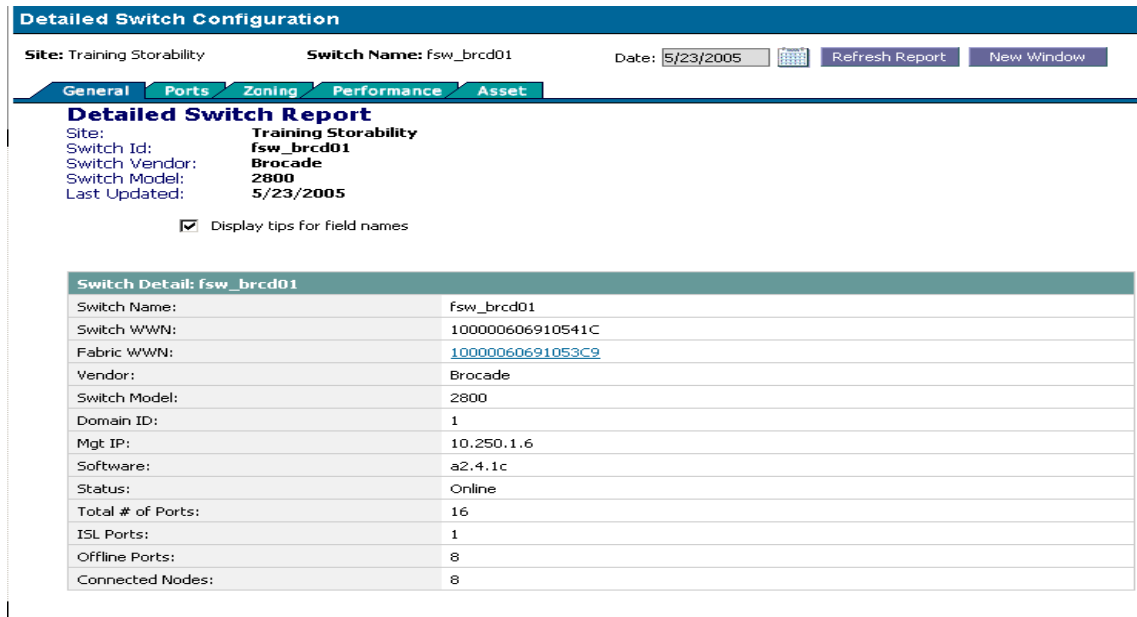 Detailed Switch Configuration
Site: Training Storability Switch Name: fsw_brcd01 Date: 5/23/2005 Refresh Report New Window
General Ports Zoning Performance Asset
Detailed Switch Report
Site: Training Storability
Switch Id: fsw_brcd01
Switch Vendor: Brocade
Switch Model: 2800
Last Updated: 5/23/2005
Display tips for field names
Switch Detail: fsw_brcd01
Switch Name: fsw_brcd01
Switch WWN: 100000606910541C
Fabric WWN: 10000060691053C9
Vendor: Brocade
Switch Model: 2800
Domain ID: 1
Mgt IP: 10.250.1.6
Software: a2.4.1c
Status: Online
Total # of Ports: 16
ISL Ports: 1
Offline Ports: 8
Connected Nodes: 8